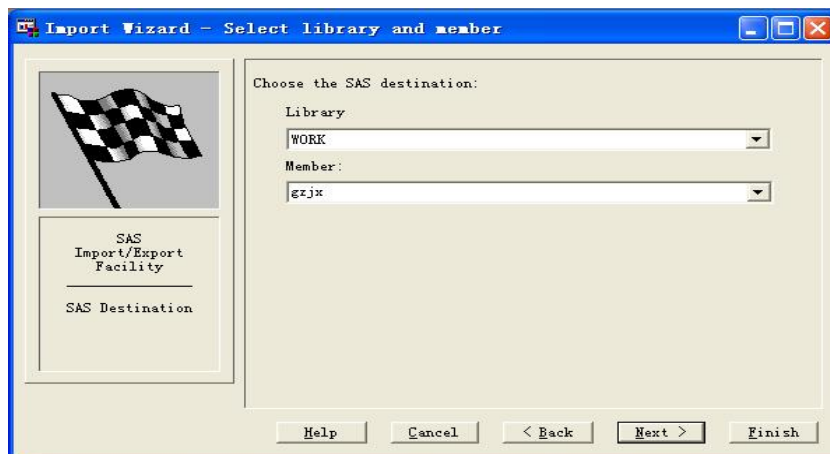 Import Wizard - Select library and member
Choose the SAS destination:
Library
WORK
Member:
gzjx
SAS
Import/Export
Facility
SAS Destination
Help
Cancel
< Back
Next >
Finish